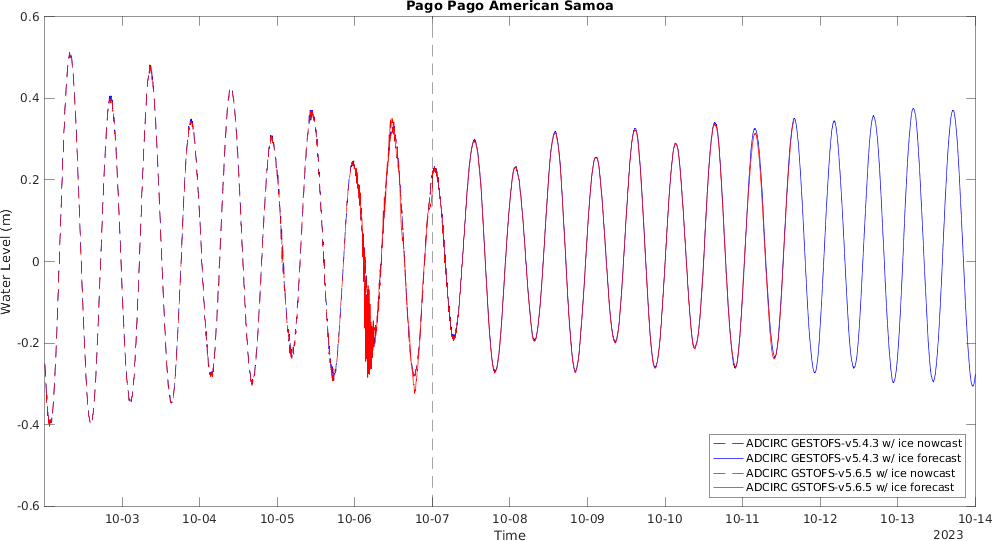 Pago Pago American Samoa
0.6
0.4
0.2
0
-0.2
-0.4
-0.6
Water Level (m)
10-03 10-04 10-05 10-06 10-07 10-08 10-09 10-10 10-11 10-12 10-13 10-14
Time
2023
ADCIRC GESTOFS-v5.4.3 w/ ice nowcast
ADCIRC GESTOFS-v5.4.3 w/ ice forecast
ADCIRC GSTOFS-v5.6.5 w/ ice nowcast
ADCIRC GSTOFS-v5.6.5 w/ ice forecast